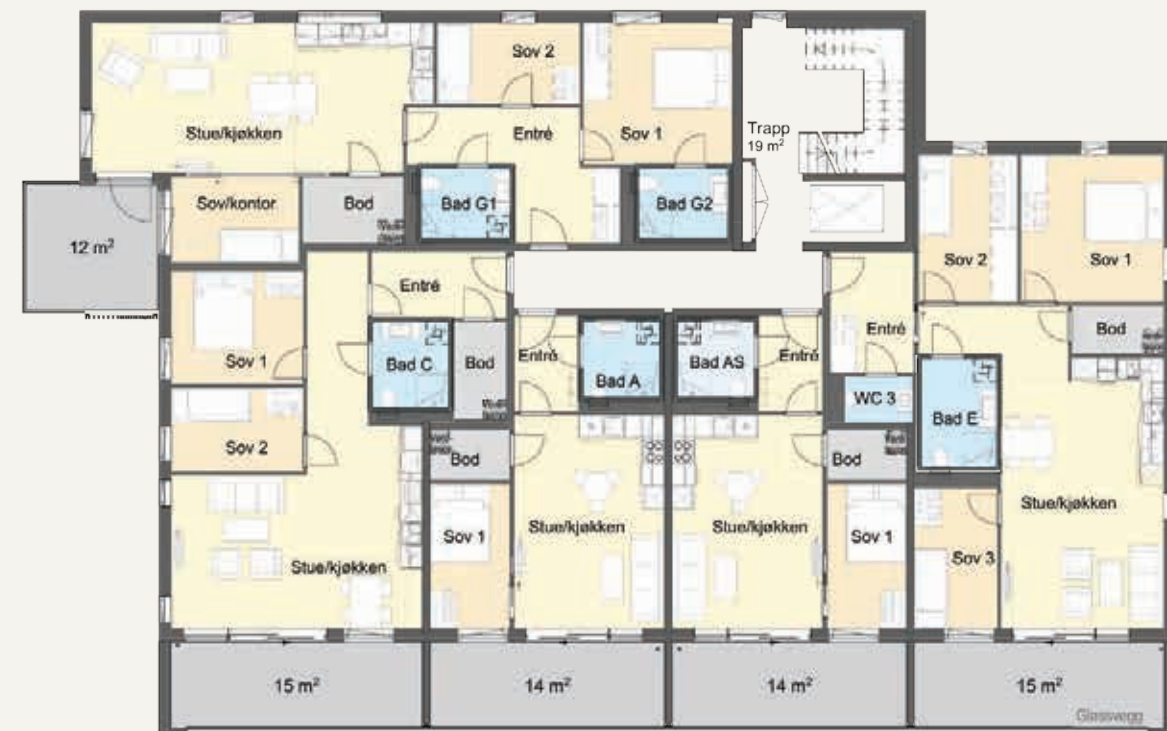 Sov 2
Stue/kjøkken
Entré
Sov 1
Trapp
19 m²
Sov/kontor
Bod
Bad G1
Bad G2
12 m²
Sov 2
Sov 1
Entré
Bod
Sov 1
Bad C
Bod
Entré
Bad A
Bad AS
Entré
Entré
WC 3
Bad E
Sov 2
Bod
Bod
Stue/kjøkken
Sov 1
Stue/kjøkken
Stue/kjøkken
Sov 1
Stue/kjøkken
Sov 3
15 m²
14 m²
14 m²
15 m²
Glassvegg